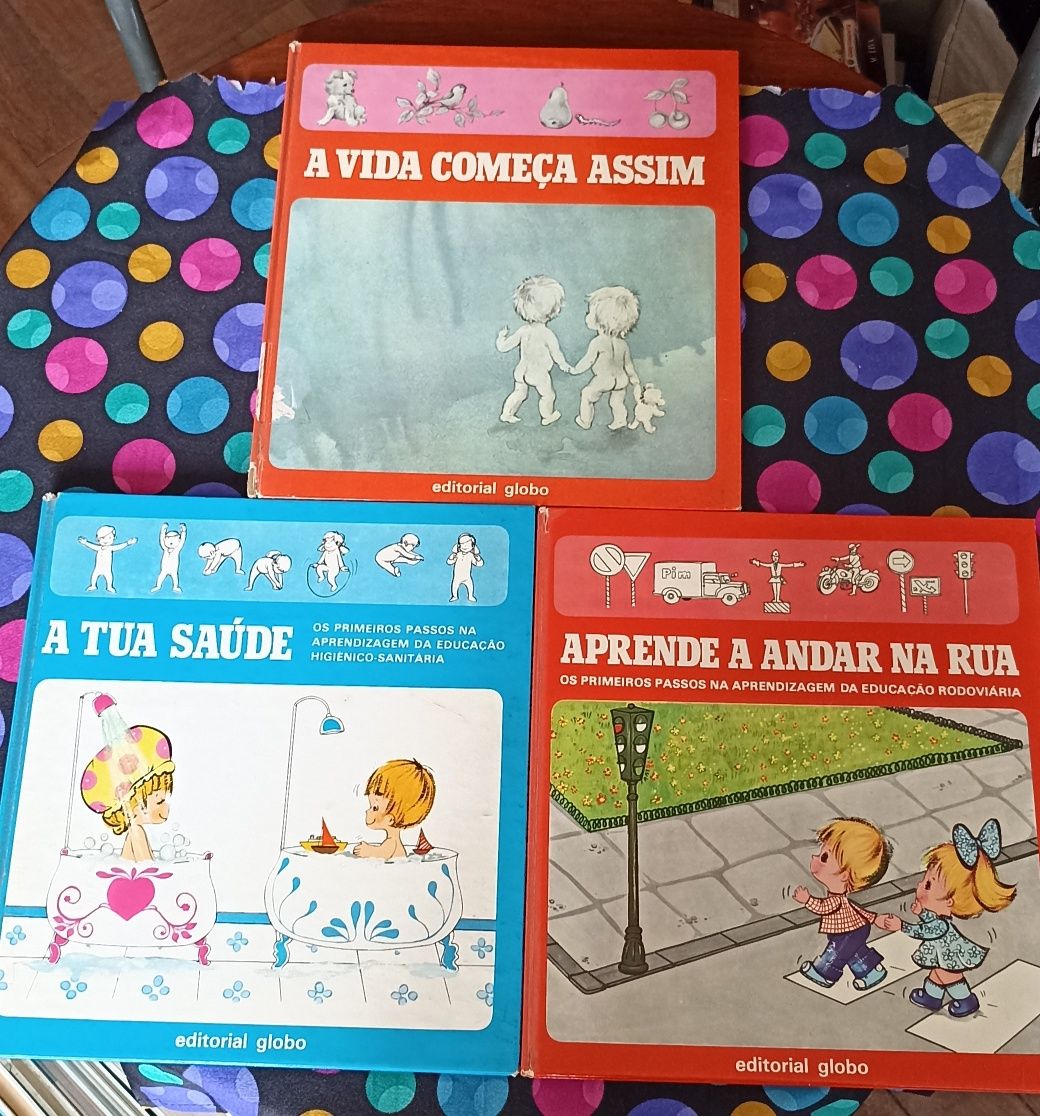 A VIDA COMEÇA ASSIM
editorial globo
A TUA SAÚDE
OS PRIMEIROS PASSOS NA
APRENDIZAGEM DA EDUCAÇÃO
HIGIÉNICO-SANITÁRIA
editorial globo
Pim
APRENDE A ANDAR NA RUA
OS PRIMEIROS PASSOS NA APRENDIZAGEM DA EDUCAÇÃO RODOVIÁRIA
editorial globo